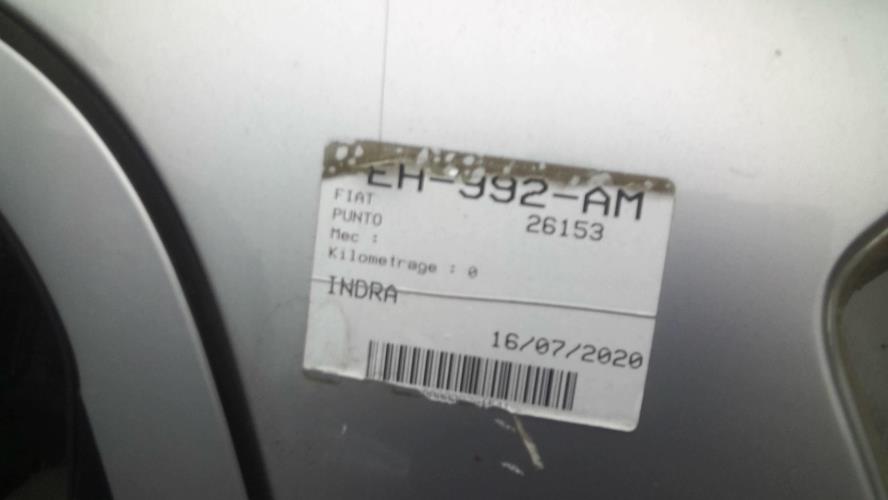 EH-992-AM
FIAT
26153
PUNTO
Mec :
Kilometrage : 0
INDRA
16/07/2020